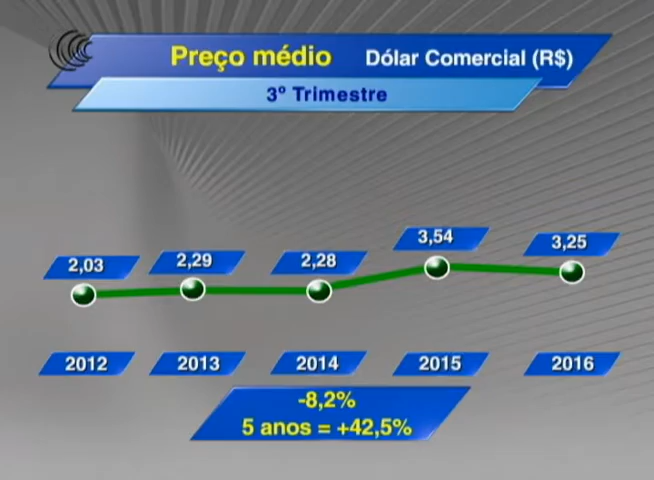 Preço médio Dólar Comercial (R$)
3º Trimestre
2,03 2,29 2,28 3,54 3,25
2012 2013 2014 2015 2016
-8,2%
5 anos = +42,5%